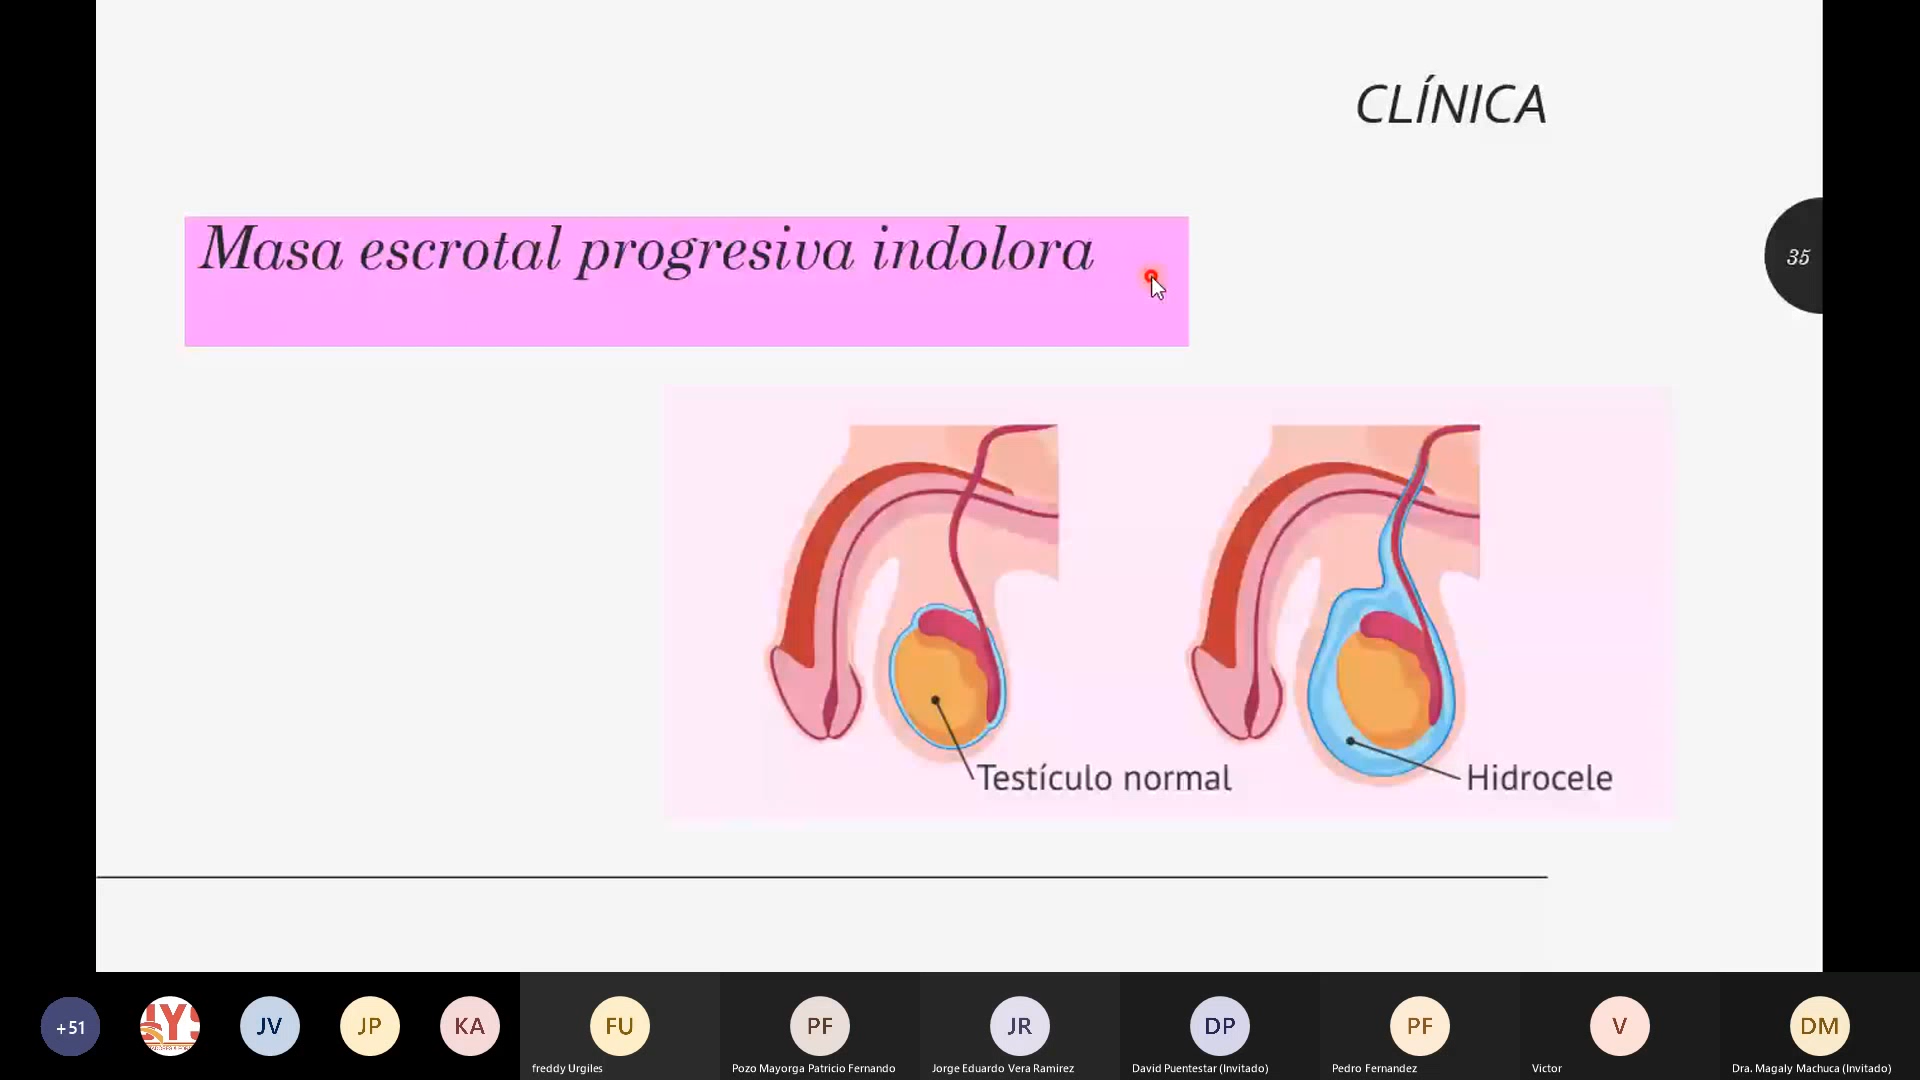 CLÍNICA
Masa escrotal progresiva indolora
35
Testículo normal
Hidrocele
+51
JV
JP
KA
FU
PF
JR
DP
PF
V
DM
freddy Urgiles
Pozo Mayorga Patricio Fernando
Jorge Eduardo Vera Ramirez
David Puentestar (Invitado)
Pedro Fernandez
Victor
Dra. Magaly Machuca (Invitado)